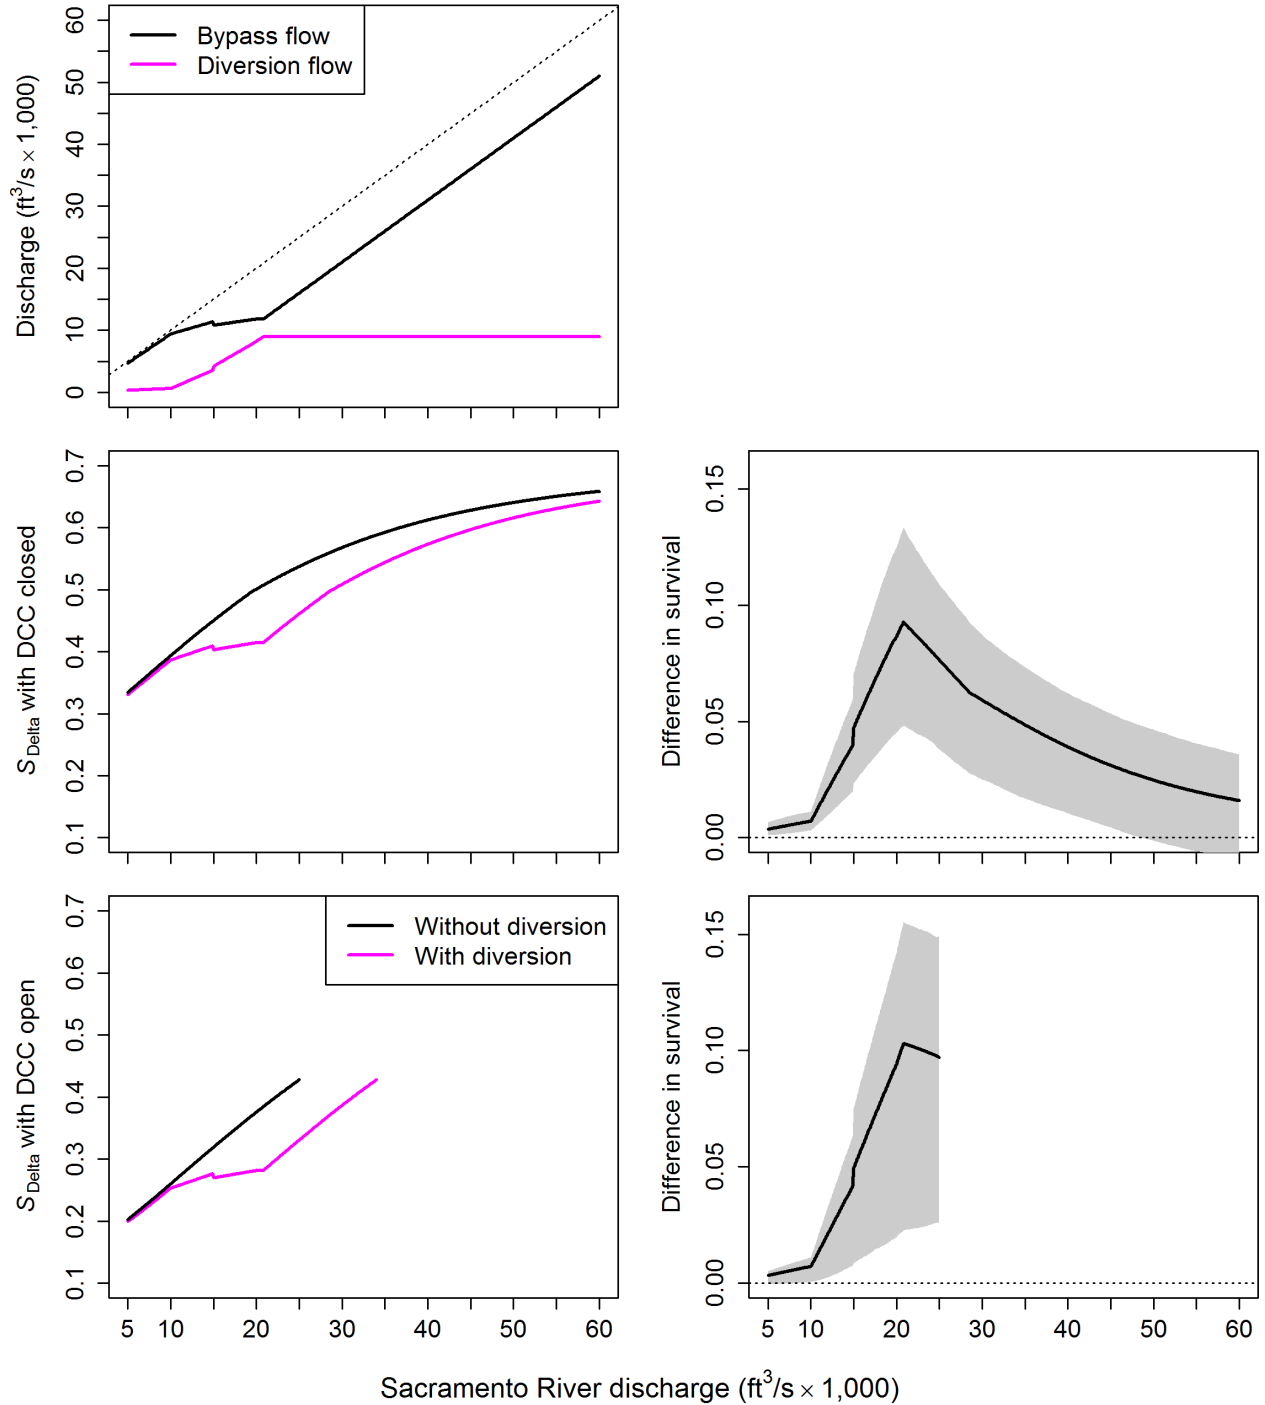 Bypass flow
Diversion flow
Discharge (ft³/s × 1,000)
0 10 20 30 40 50 60
S Delta with DCC closed
0.1 0.2 0.3 0.4 0.5 0.6 0.7
Difference in survival
0.00 0.05 0.10 0.15
Without diversion
With diversion
S Delta with DCC open
0.1 0.2 0.3 0.4 0.5 0.6 0.7
5 10 20 30 40 50 60
Difference in survival
0.00 0.05 0.10 0.15
5 10 20 30 40 50 60
Sacramento River discharge (ft³/s × 1,000)